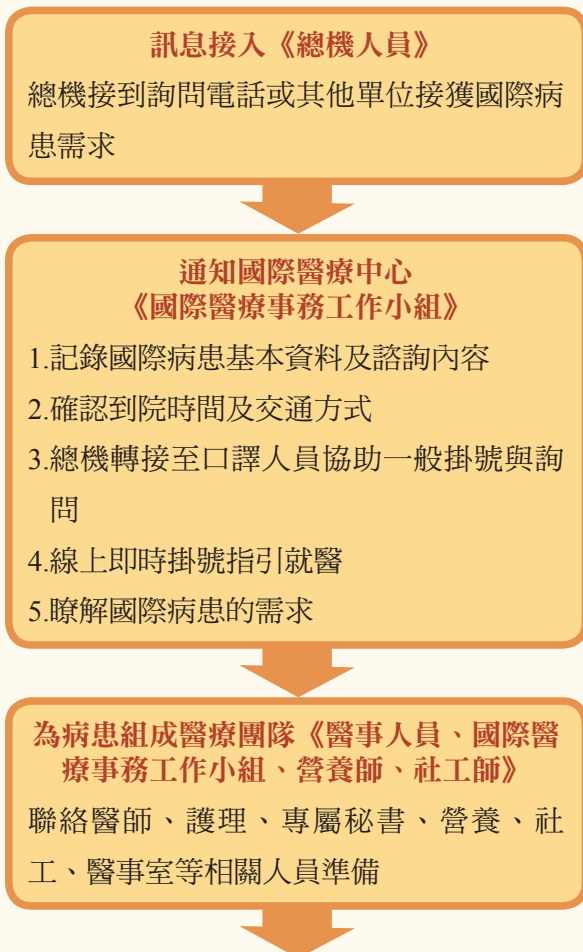 訊息接入《總機人員》
總機接到詢問電話或其他單位接獲國際病
患需求
通知國際醫療中心
《國際醫療事務工作小組》
1.記錄國際病患基本資料及諮詢內容
2.確認到院時間及交通方式
3.總機轉接至口譯人員協助一般掛號與詢
問
4.線上即時掛號指引就醫
5.瞭解國際病患的需求
為病患組成醫療團隊《醫事人員、國際醫
療事務工作小組、營養師、社工師》
聯絡醫師、護理、專屬秘書、營養、社
工、醫事室等相關人員準備